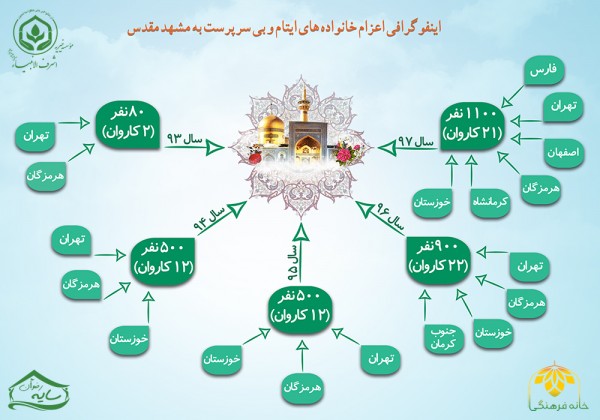 اینفوگرافی اعزام خانواده های ایتام و بی سرپرست به مشهد مقدس
موسسه خیریه
اشرف الانبیاء
۱۱۰۰ نفر
(۲۱ کاروان)
سال ۹۷
فارس
تهران
اصفهان
هرمزگان
کرمانشاه
خوزستان
۹۰۰ نفر
(۲۲ کاروان)
سال ۹۶
تهران
هرمزگان
خوزستان
جنوب
کرمان
۵۰۰ نفر
(۱۲ کاروان)
سال ۹۵
تهران
هرمزگان
خوزستان
۵۰۰ نفر
(۱۲ کاروان)
سال ۹۴
تهران
هرمزگان
خوزستان
۸۰ نفر
(۲ کاروان)
سال ۹۳
تهران
هرمزگان
خانه فرهنگی
سایه